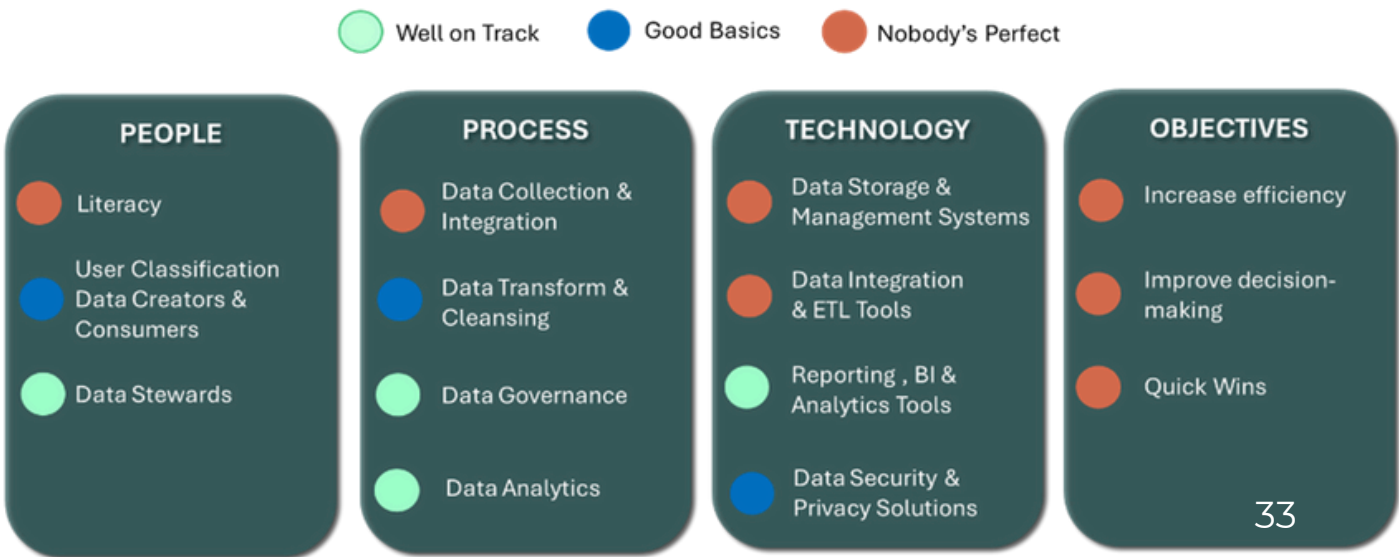 Well on Track
Good Basics
Nobody's Perfect
PEOPLE
Literacy
User Classification
Data Creators &
Consumers
Data Stewards
PROCESS
Data Collection &
Integration
Data Transform &
Cleansing
Data Governance
Data Analytics
TECHNOLOGY
Data Storage &
Management Systems
Data Integration
& ETL Tools
Reporting , BI &
Analytics Tools
Data Security &
Privacy Solutions
OBJECTIVES
Increase efficiency
Improve decision-
making
Quick Wins
33